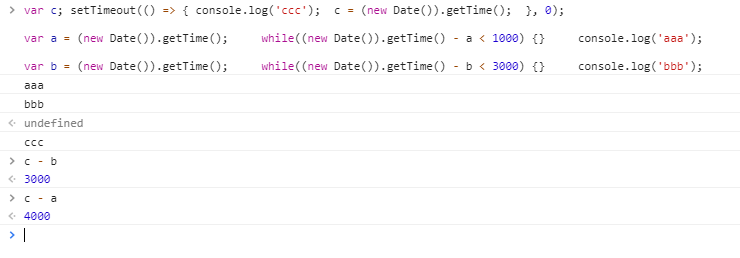 > var c; setTimeout(() => { console.log('ccc');  c = (new Date()).getTime();  }, 0);
var a = (new Date()).getTime();     while((new Date()).getTime() - a < 1000) {}     console.log('aaa');
var b = (new Date()).getTime();     while((new Date()).getTime() - b < 3000) {}     console.log('bbb');
aaa
bbb
undefined
ccc
> c - b
3000
> c - a
4000
>